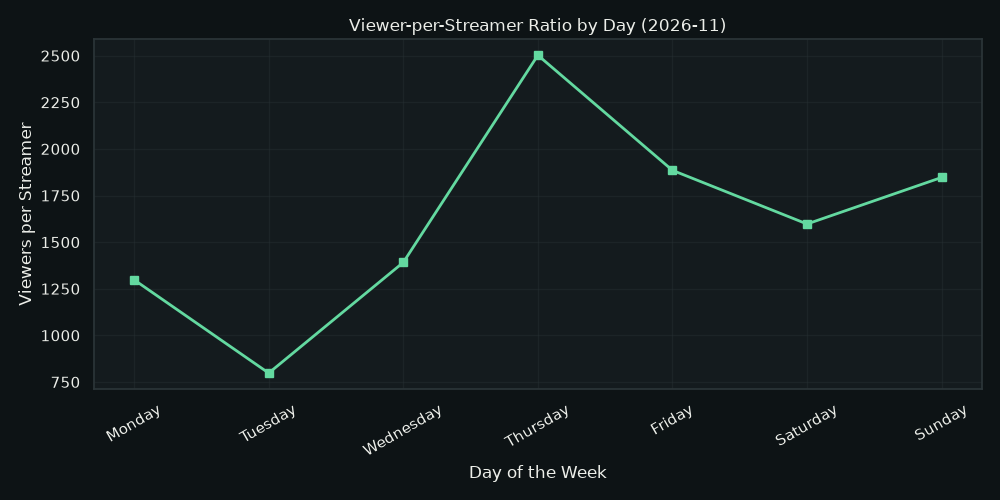 Viewer-per-Streamer Ratio by Day (2026-11)
Viewers per Streamer
2500
2250
2000
1750
1500
1250
1000
750
Monday
Tuesday
Wednesday
Thursday
Friday
Saturday
Sunday
Day of the Week